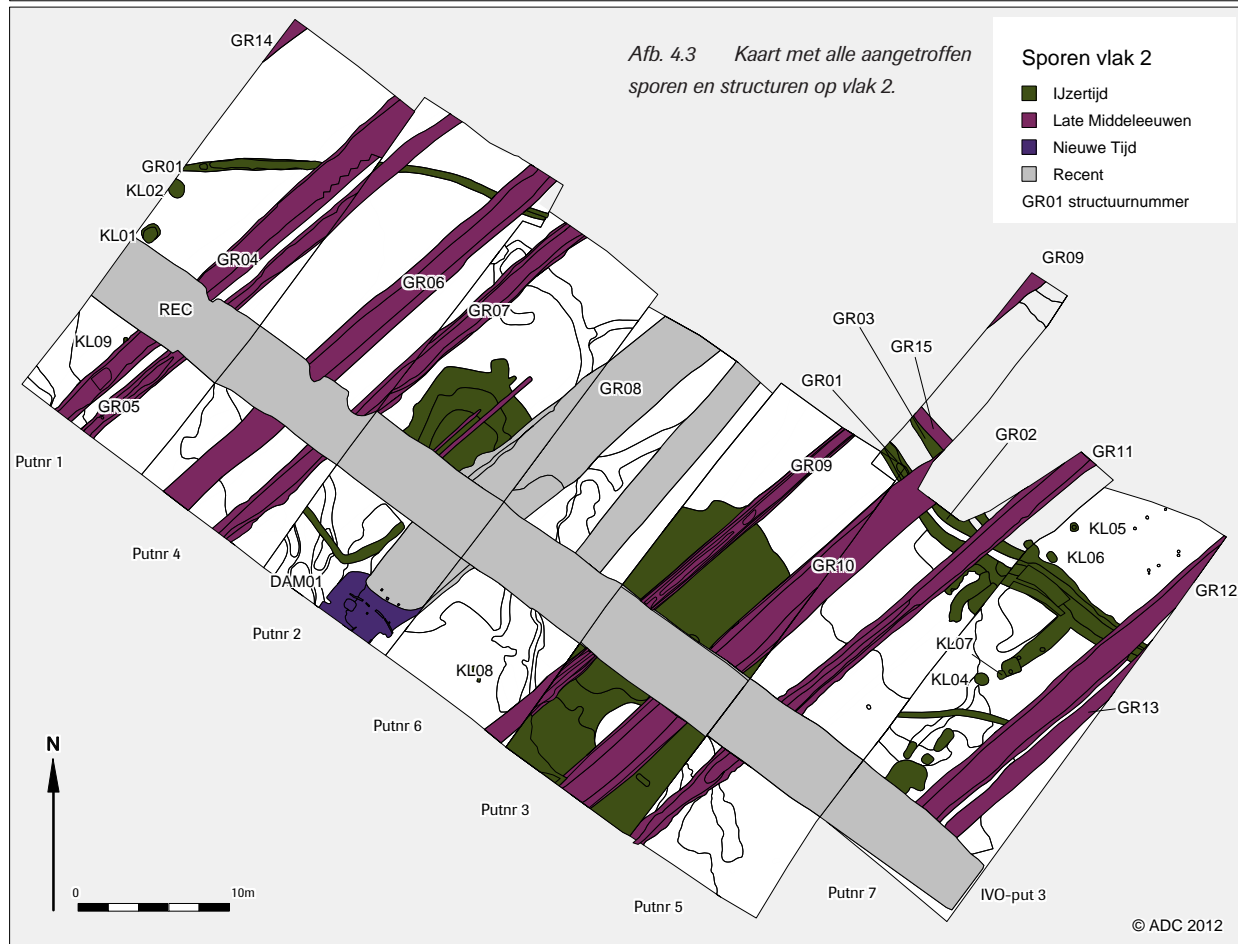 Afb. 4.3 Kaart met alle aangetroffen
sporen en structuren op vlak 2.
Sporen vlak 2
IJzertijd
Late Middeleeuwen
Nieuwe Tijd
Recent
GR01 structuurnummer
GR14
GR01
KL02
KL01
GR04
REC
GR06
GR07
KL09
GR05
GR08
Putnr 1
Putnr 4
DAM01
Putnr 2
KL08
Putnr 6
GR09
GR03
GR15
GR01
GR02
GR11
GR09
GR10
KL05
KL06
GR12
KL07
KL04
GR13
Putnr 3
Putnr 5
Putnr 7
IVO-put 3
N
0
10m
© ADC 2012